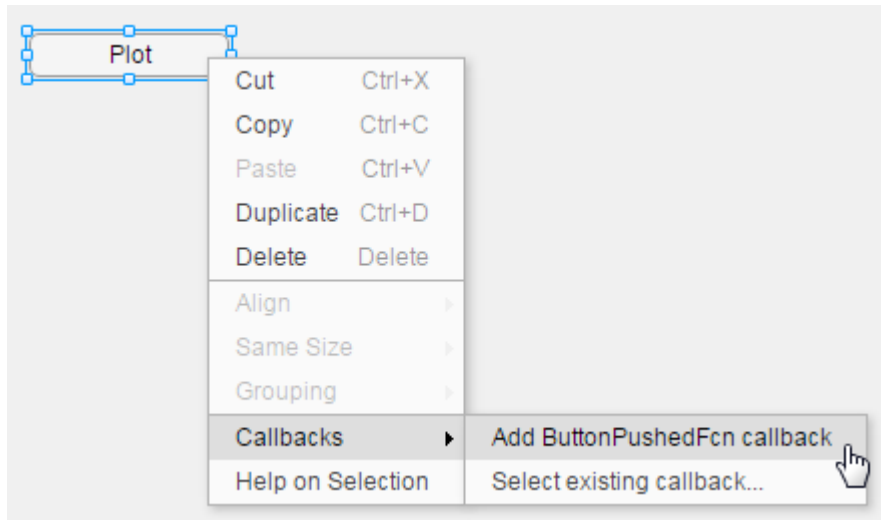 Plot
Cut Ctrl+X
Copy Ctrl+C
Paste Ctrl+V
Duplicate Ctrl+D
Delete Delete
Align
Same Size
Grouping
Callbacks Add ButtonPushedFcn callback
Help on Selection Select existing callback...